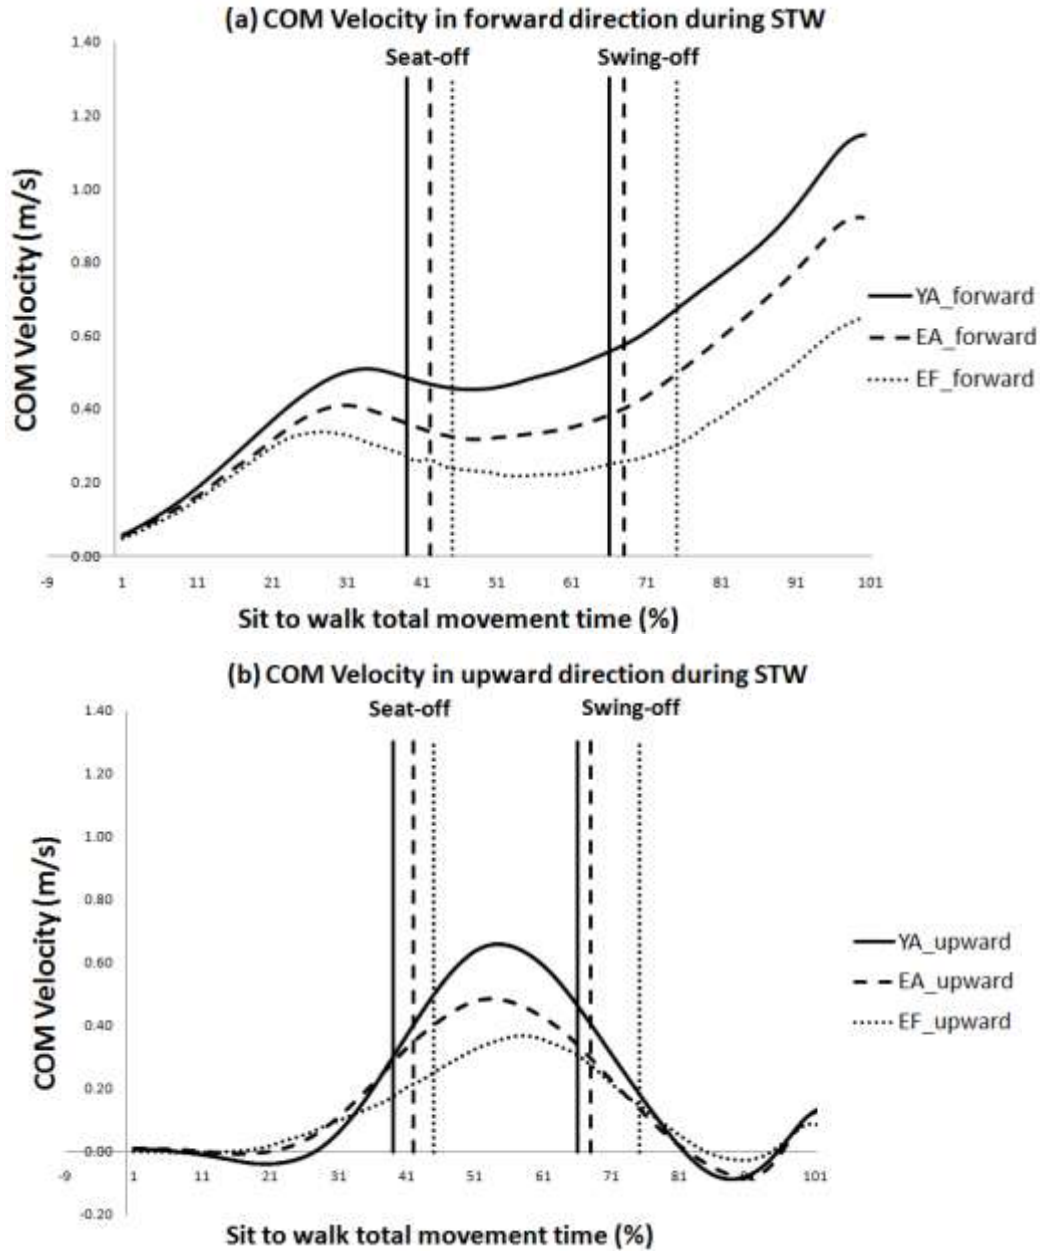 (a) COM Velocity in forward direction during STW
1.40
Seat-off Swing-off
1.20
1.00
0.80
0.60
0.40
0.20
0.00
COM Velocity (m/s)
YA_forward
EA_forward
EF_forward
-9 1 11 21 31 41 51 61 71 81 91 101
Sit to walk total movement time (%)
(b) COM Velocity in upward direction during STW
1.40
Seat-off Swing-off
1.20
1.00
0.80
0.60
0.40
0.20
0.00
-0.20
COM Velocity (m/s)
YA_upward
EA_upward
EF_upward
-9 1 11 21 31 41 51 61 71 81 91 101
Sit to walk total movement time (%)